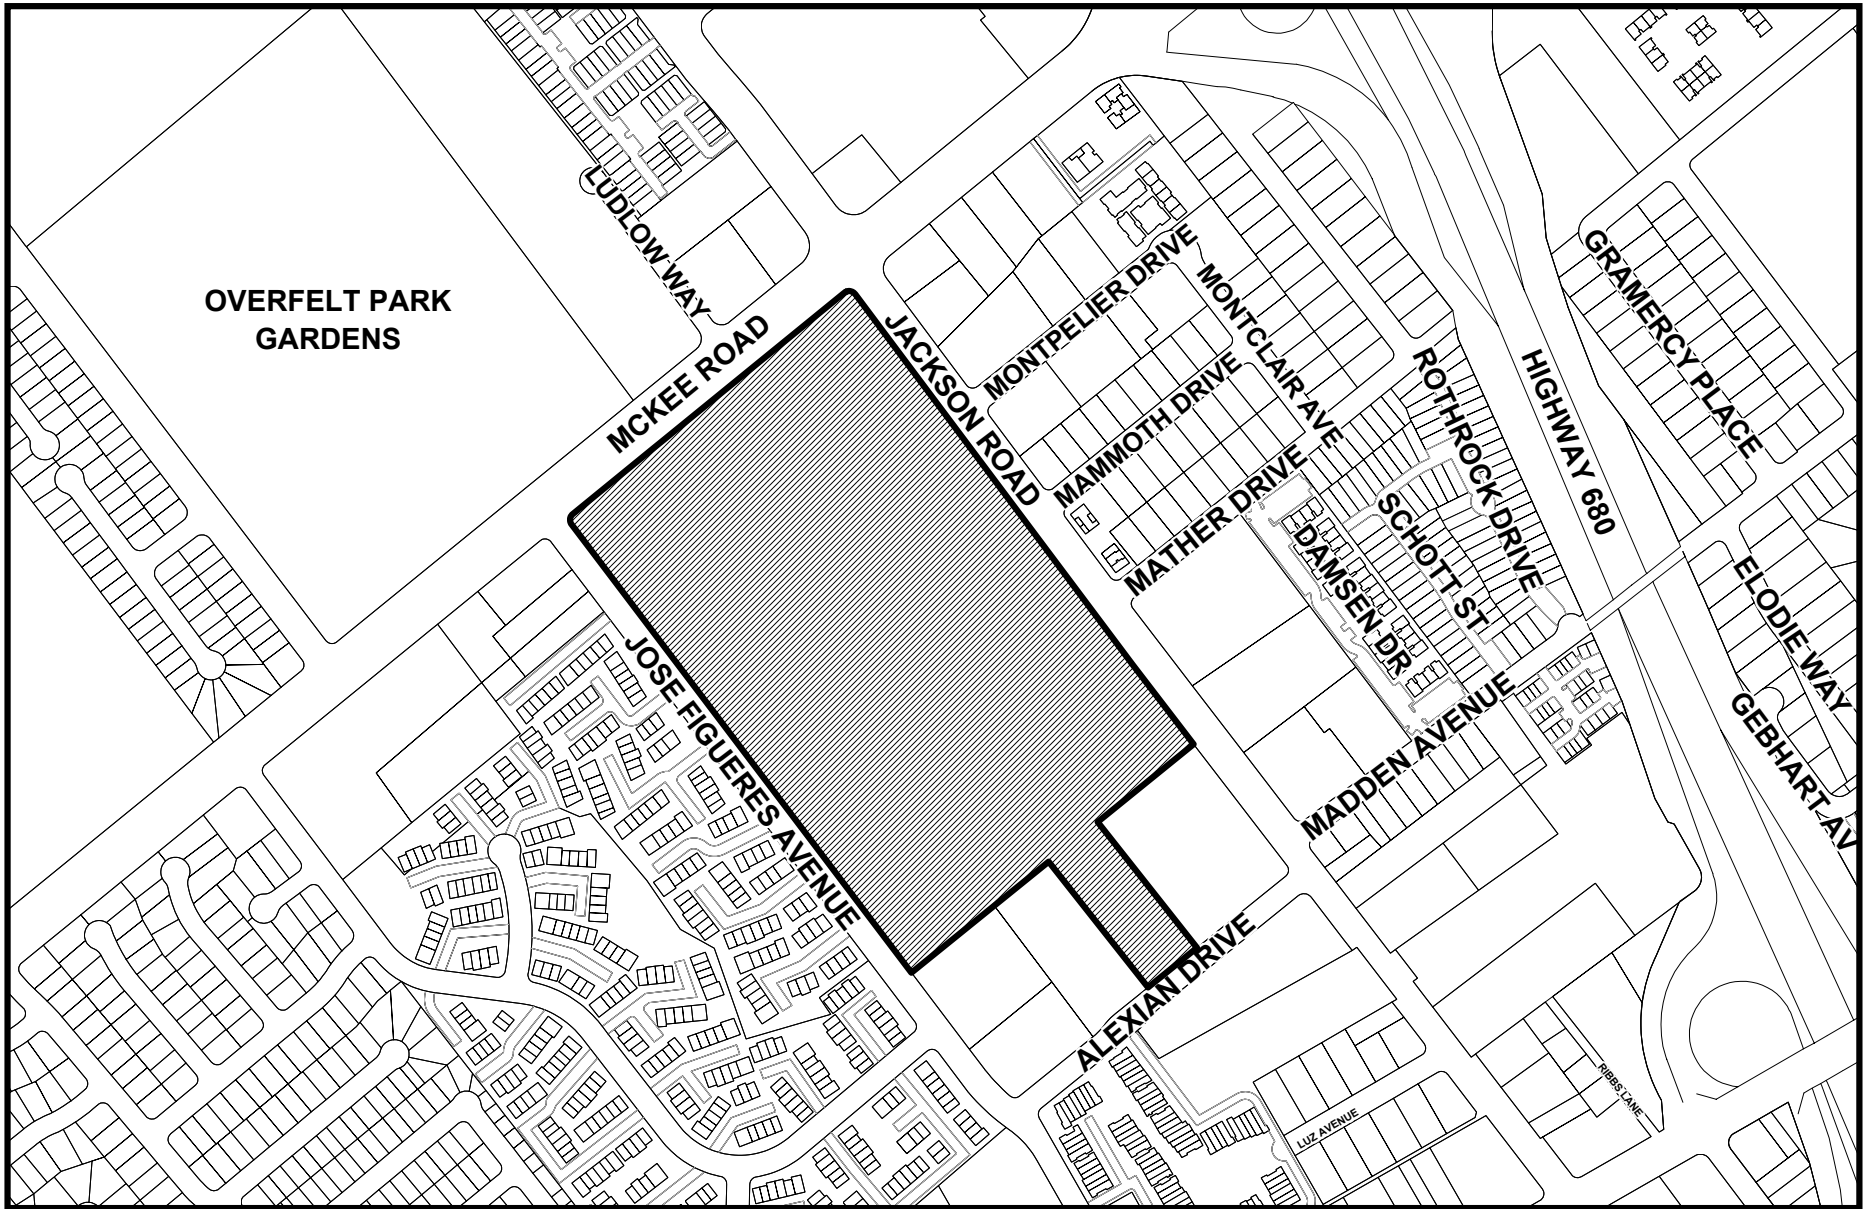 LUDLOW WAY
OVERFELT PARK
GARDENS
MCKEE ROAD
JACKSON ROAD
MONTPELIER DRIVE
MONTCLAIR AVE
MAMMOTH DRIVE
MATHER DRIVE
ROTHROCK DRIVE
HIGHWAY 680
GRAMERCY PLACE
SCHOTT ST
DAMSEN DR
ELODIE WAY
GEBHART AV
MADDEN AVENUE
JOSE FIGUERES AVENUE
ALEXIAN DRIVE
LUZ AVENUE
RIBBS LANE